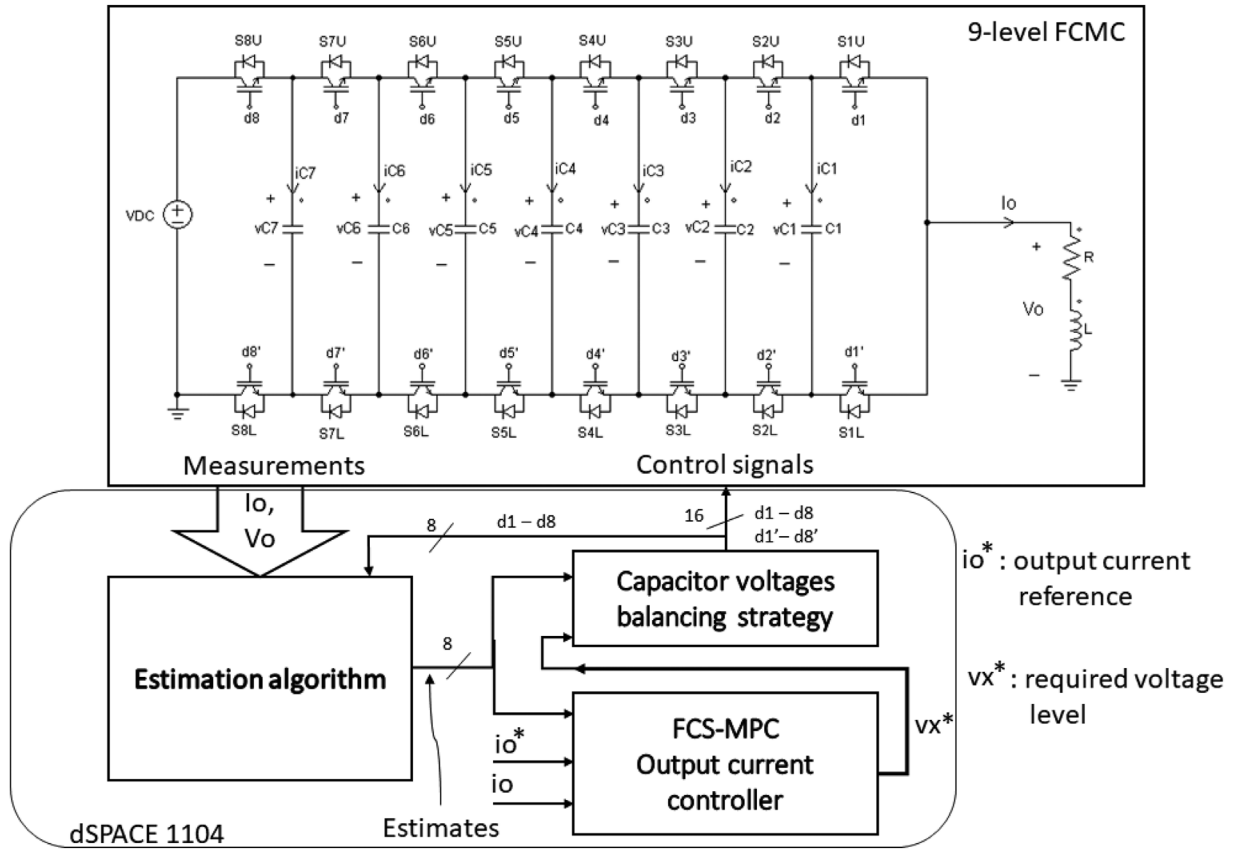 9-level FCMC
S8U S7U S6U S5U S4U S3U S2U S1U
d8 d7 d6 d5 d4 d3 d2 d1
iC7 iC6 iC5 iC4 iC3 iC2 iC1
+ + + + + + +
Io
VDC
vC7 vC6 C6 vC5 C5 vC4 C4 vC3 C3 vC2 C2 vC1 C1
+
R
− − − − − − −
Vo
L
−
d8' d7' d6' d5' d4' d3' d2' d1'
S8L S7L S6L S5L S4L S3L S2L S1L
Measurements
Control signals
Io,
Vo
8
d1 – d8
16
d1 – d8
d1’– d8’
Capacitor voltages
balancing strategy
io* : output current
reference
Estimation algorithm
8
vx* : required voltage
level
FCS-MPC
Output current
controller
vx*
io*
io
Estimates
dSPACE 1104